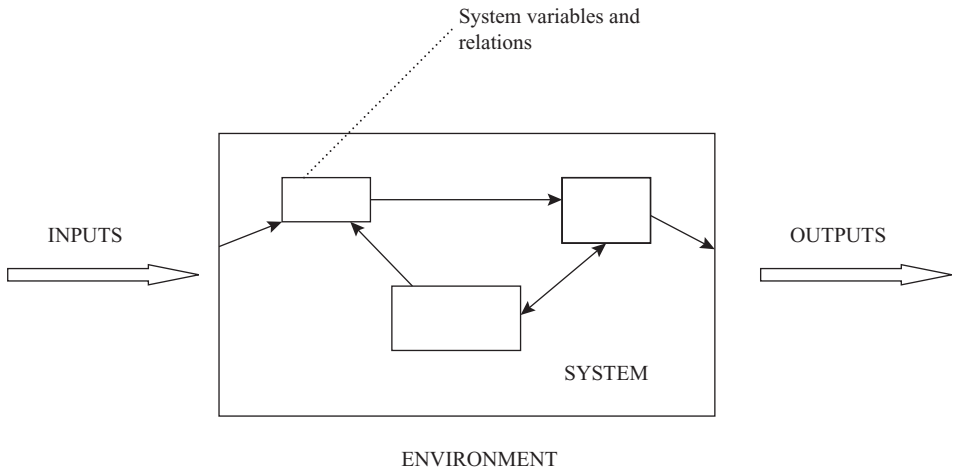 System variables and
relations
INPUTS
OUTPUTS
SYSTEM
ENVIRONMENT